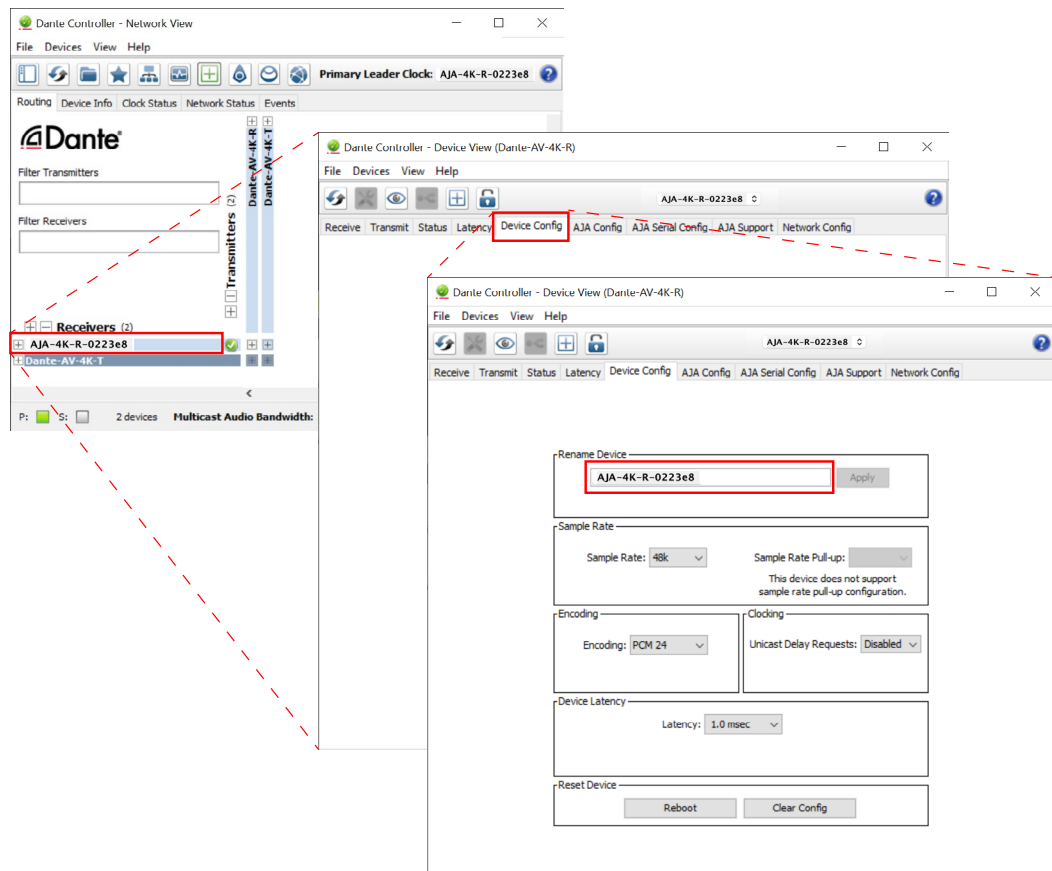 Dante Controller - Network View
File Devices View Help
Primary Leader Clock: AJA-4K-R-0223e8
Routing Device Info Clock Status Network Status Events
Dante®
Filter Transmitters
Filter Receivers
Transmitters (2)
Dante-AV-4K-R
Dante-AV-4K-T
Receivers (2)
AJA-4K-R-0223e8
Dante-AV-4K-T
P: S: 2 devices Multicast Audio Bandwidth:
Dante Controller - Device View (Dante-AV-4K-R)
File Devices View Help
AJA-4K-R-0223e8
Receive Transmit Status Latency Device Config AJA Config AJA Serial Config AJA Support Network Config
Dante Controller - Device View (Dante-AV-4K-R)
File Devices View Help
AJA-4K-R-0223e8
Receive Transmit Status Latency Device Config AJA Config AJA Serial Config AJA Support Network Config
Rename Device
AJA-4K-R-0223e8 Apply
Sample Rate
Sample Rate: 48k Sample Rate Pull-up:
This device does not support
sample rate pull-up configuration.
Encoding Clocking
Encoding: PCM 24 Unicast Delay Requests: Disabled
Device Latency
Latency: 1.0 msec
Reset Device
Reboot Clear Config